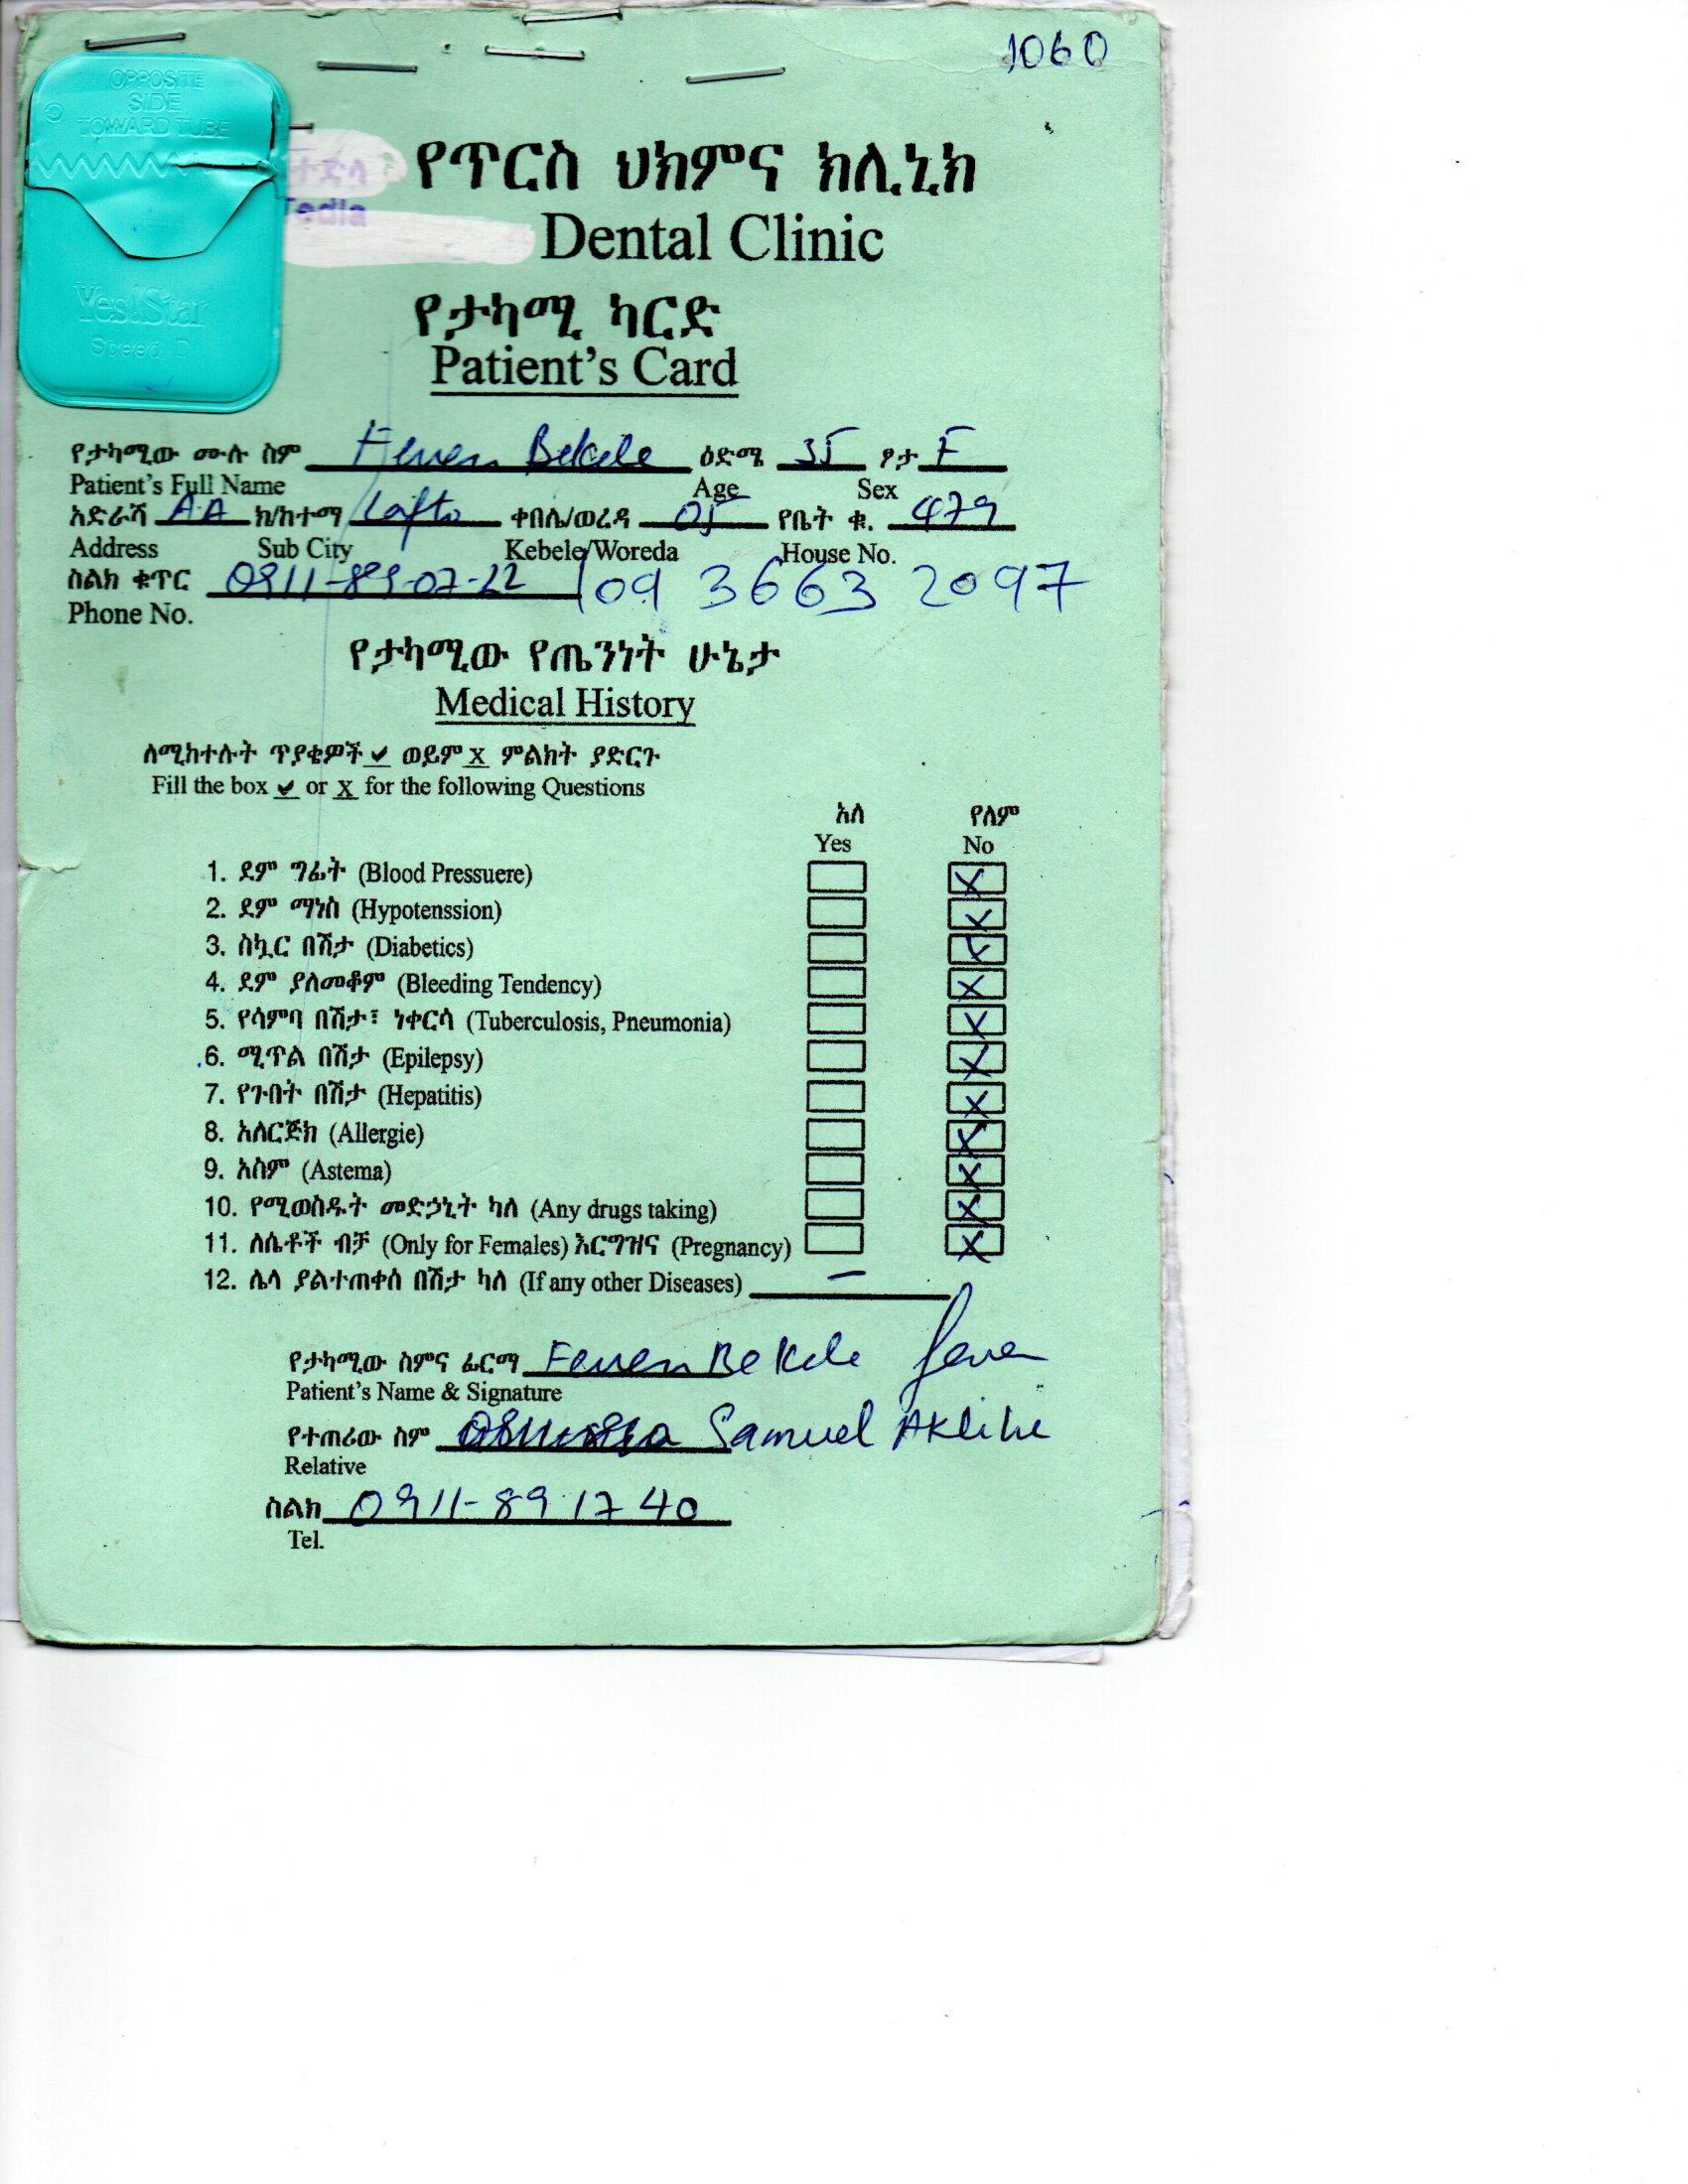 1060
OPPOSITE
SIDE
TOWARD TUBE
ተድላ የጥርስ ህክምና ክሊኒክ
Tedla Dental Clinic
Yes!Star
Speed D
የታካሚ ካርድ
Patient's Card
የታካሚው ሙሉ ስም Feven Bekele ዕድሜ 35 ፆታ F
Patient's Full Name Age Sex
አድራሻ A.A ክ/ከተማ Lafto ቀበሌ/ወረዳ 05 የቤት ቁ. 479
Address Sub City Kebele/Woreda House No.
ስልክ ቁጥር 0911-89-07-22 / 09 3663 2097
Phone No.
የታካሚው የጤንነት ሁኔታ
Medical History
ለሚከተሉት ጥያቄዎች ✔ ወይም x ምልክት ያድርጉ
Fill the box ✔ or x for the following Questions
አለ የለም
Yes No
1. ደም ግፊት (Blood Pressuere) X
2. ደም ማነስ (Hypotenssion) X
3. ስኳር በሽታ (Diabetics) X
4. ደም ያለመቆም (Bleeding Tendency) X
5. የሳምባ በሽታ፣ ነቀርሳ (Tuberculosis, Pneumonia) X
6. ሚጥል በሽታ (Epilepsy) X
7. የጉበት በሽታ (Hepatitis) X
8. አለርጅክ (Allergie) X
9. አስም (Astema) X
10. የሚወስዱት መድኃኒት ካለ (Any drugs taking) X
11. ለሴቶች ብቻ (Only for Females) እርግዝና (Pregnancy) X
12. ሌላ ያልተጠቀሰ በሽታ ካለ (If any other Diseases) —
የታካሚው ስምና ፊርማ Feven Bekele Feven
Patient's Name & Signature
የተጠሪው ስም Samuel Aklilu
Relative
ስልክ 0911-89 17 40
Tel.